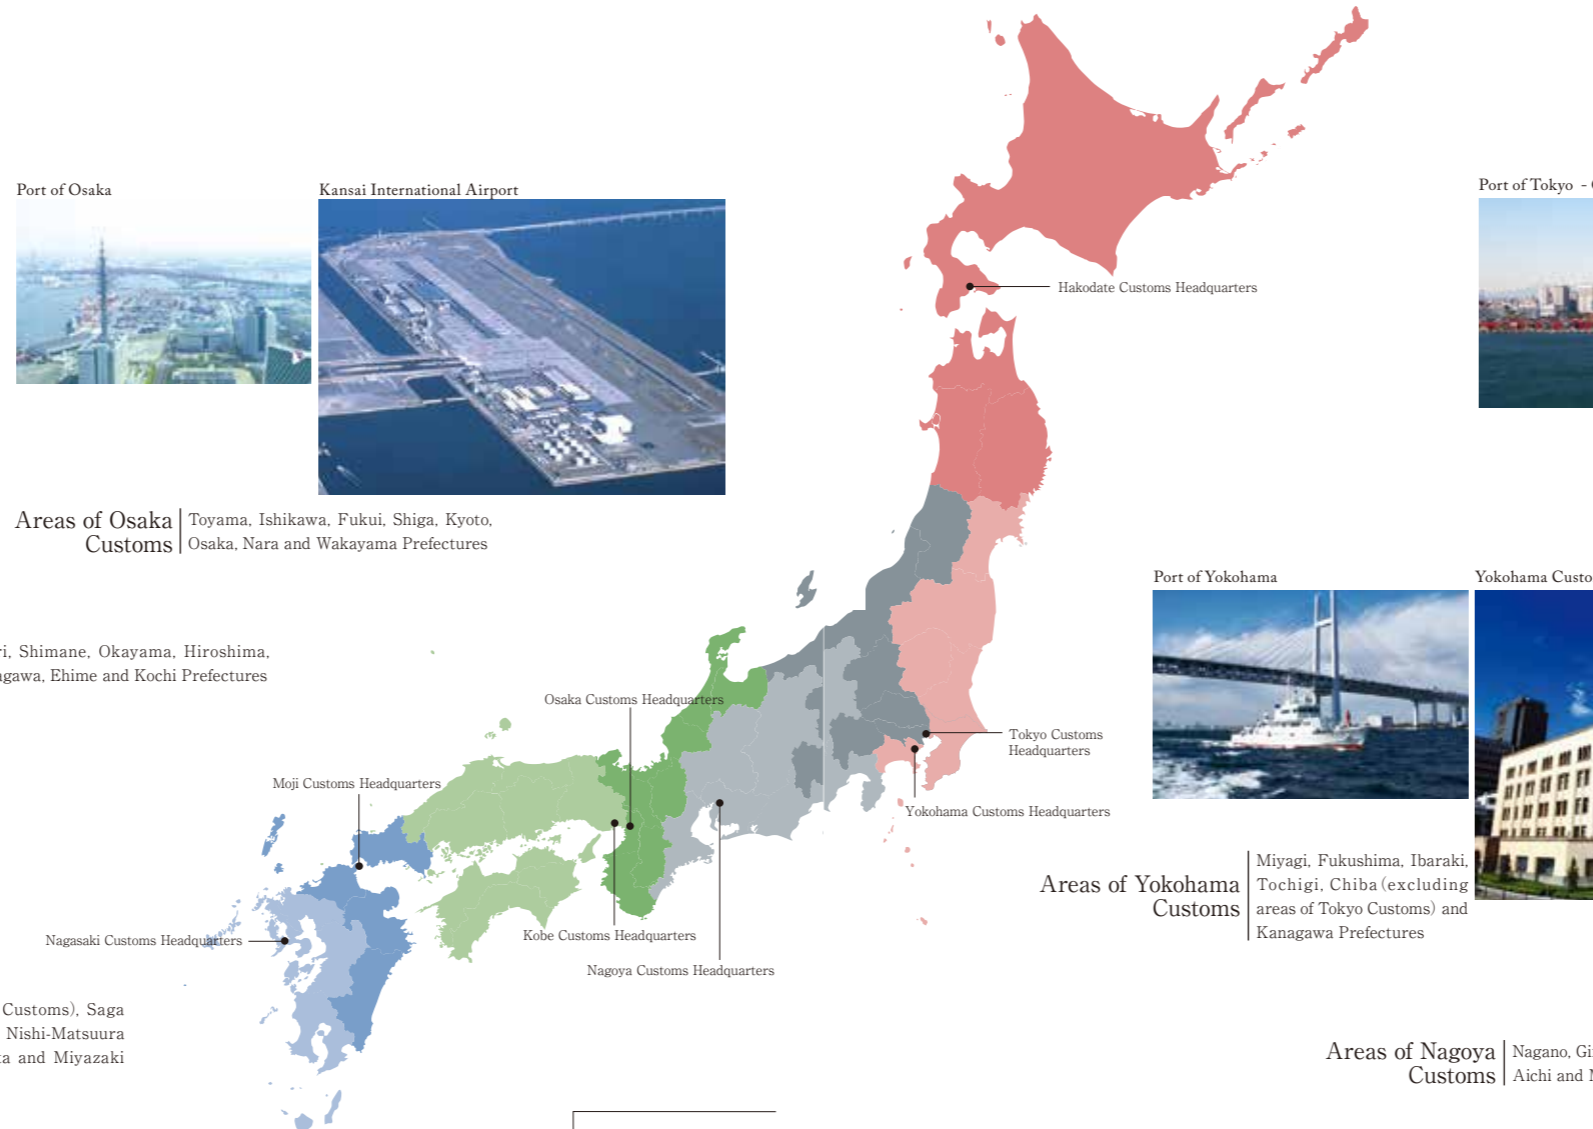 Port of Osaka
Kansai International Airport
Port of Tokyo -
Hakodate Customs Headquarters
Areas of Osaka
Customs
Toyama, Ishikawa, Fukui, Shiga, Kyoto,
Osaka, Nara and Wakayama Prefectures
Port of Yokohama
Yokohama
Shimane, Okayama, Hiroshima,
Ehime and Kochi Prefectures
Osaka Customs Headquarters
Tokyo Customs
Headquarters
Moji Customs Headquarters
Yokohama Customs Headquarters
Areas of Yokohama
Customs
Miyagi, Fukushima, Ibaraki,
Tochigi, Chiba (excluding
areas of Tokyo Customs) and
Kanagawa Prefectures
Nagasaki Customs Headquarters
Kobe Customs Headquarters
Nagoya Customs Headquarters
Customs), Saga
Nishi-Matsuura
and Miyazaki
Areas of Nagoya
Customs
Nagano,
Aichi and